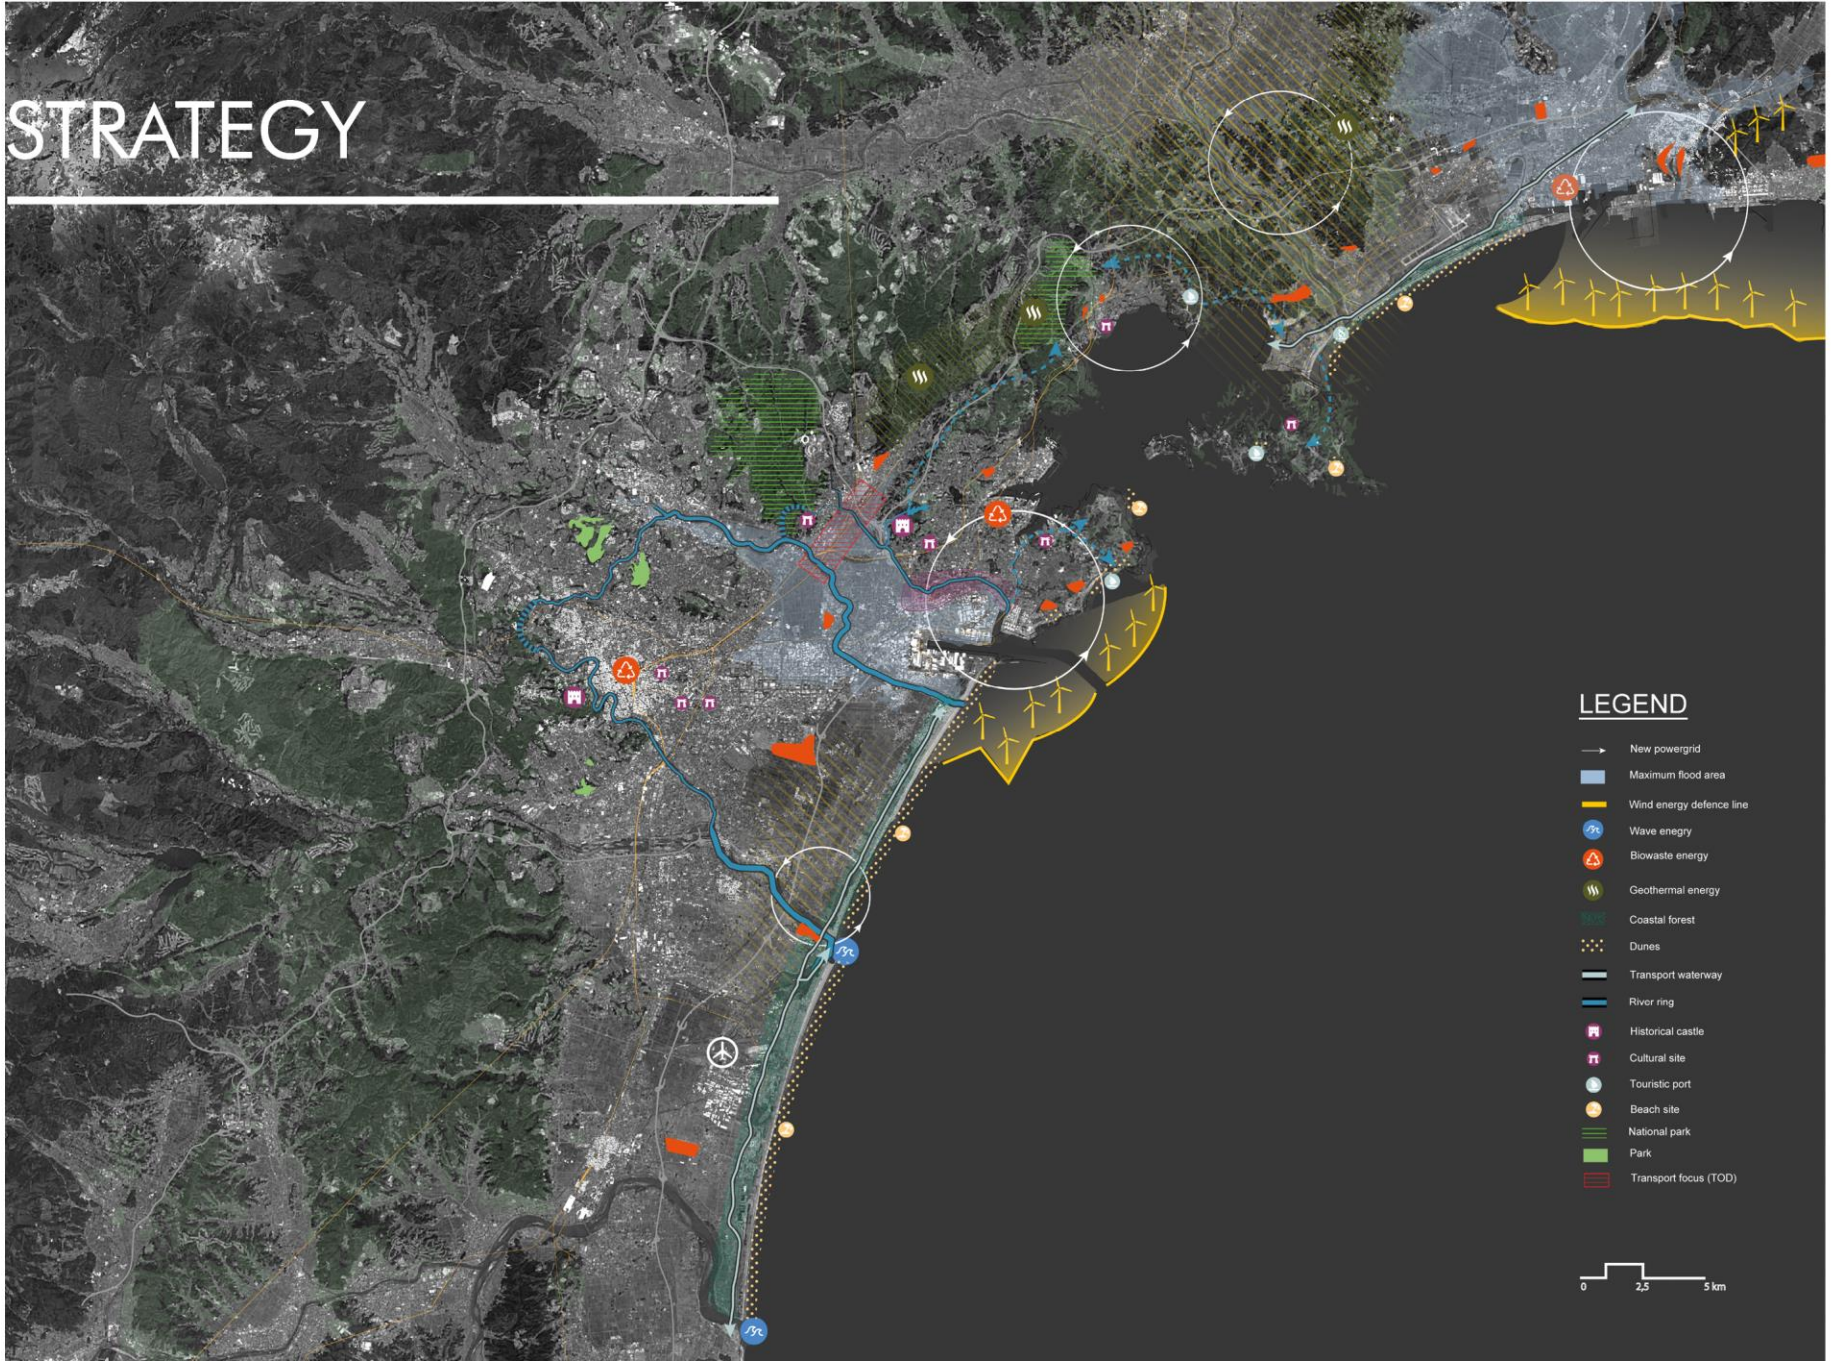 STRATEGY
LEGEND
New powergrid
Maximum flood area
Wind energy defence line
Wave enegry
Biowaste energy
Geothermal energy
Coastal forest
Dunes
Transport waterway
River ring
Historical castle
Cultural site
Touristic port
Beach site
National park
Park
Transport focus (TOD)
0 2,5 5 km